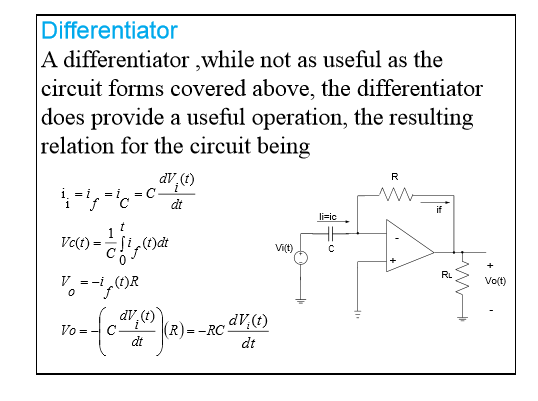 Differentiator
A differentiator ,while not as useful as the
circuit forms covered above, the differentiator
does provide a useful operation, the resulting
relation for the circuit being
i_i = i_f = i_C = C dV_i(t)/dt
Vc(t) = 1/C ∫_0^t i_f(t)dt
V_o = -i_f(t)R
Vo = -(C dV_i(t)/dt)(R) = -RC dV_i(t)/dt
R
if
Ii=ic
C
Vi(t)
-
+
RL
+
Vo(t)
-